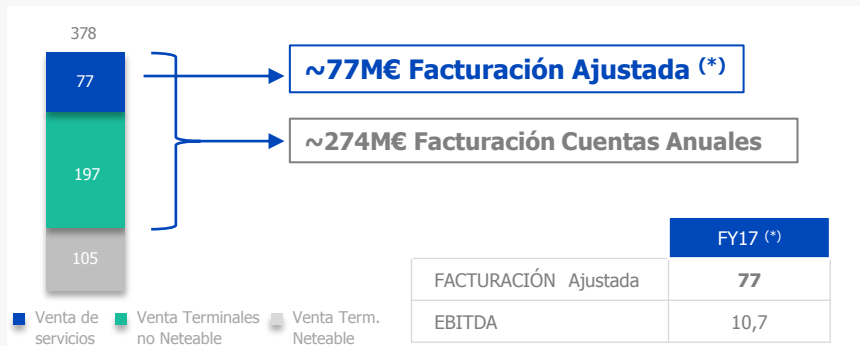 378
77
197
105
~77M€ Facturación Ajustada (*)
~274M€ Facturación Cuentas Anuales
FY17 (*)
FACTURACIÓN Ajustada 77
EBITDA 10,7
Venta de servicios
Venta Terminales no Neteable
Venta Term. Neteable